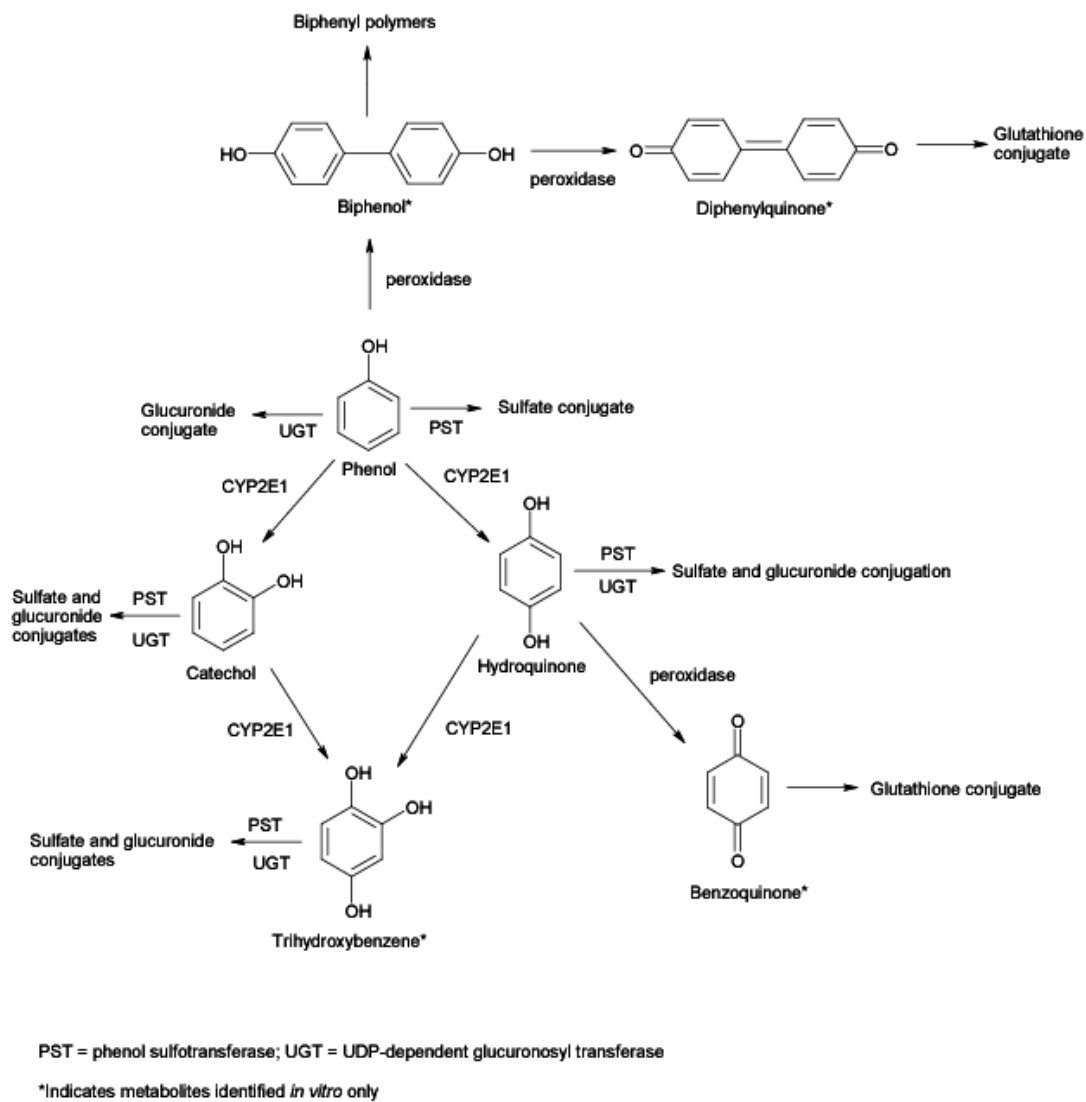 Biphenyl polymers
HO
OH
Biphenol*
peroxidase
O
O
Diphenylquinone*
Glutathione
conjugate
peroxidase
OH
Glucuronide
conjugate
UGT
PST
Sulfate conjugate
Phenol
CYP2E1
CYP2E1
OH
OH
Sulfate and
glucuronide
conjugates
PST
UGT
Catechol
OH
OH
Hydroquinone
PST
UGT
Sulfate and glucuronide conjugation
peroxidase
CYP2E1
CYP2E1
OH
OH
OH
Trihydroxybenzene*
PST
UGT
Sulfate and glucuronide
conjugates
O
O
Benzoquinone*
Glutathione conjugate
PST = phenol sulfotransferase; UGT = UDP-dependent glucuronosyl transferase
*Indicates metabolites identified in vitro only